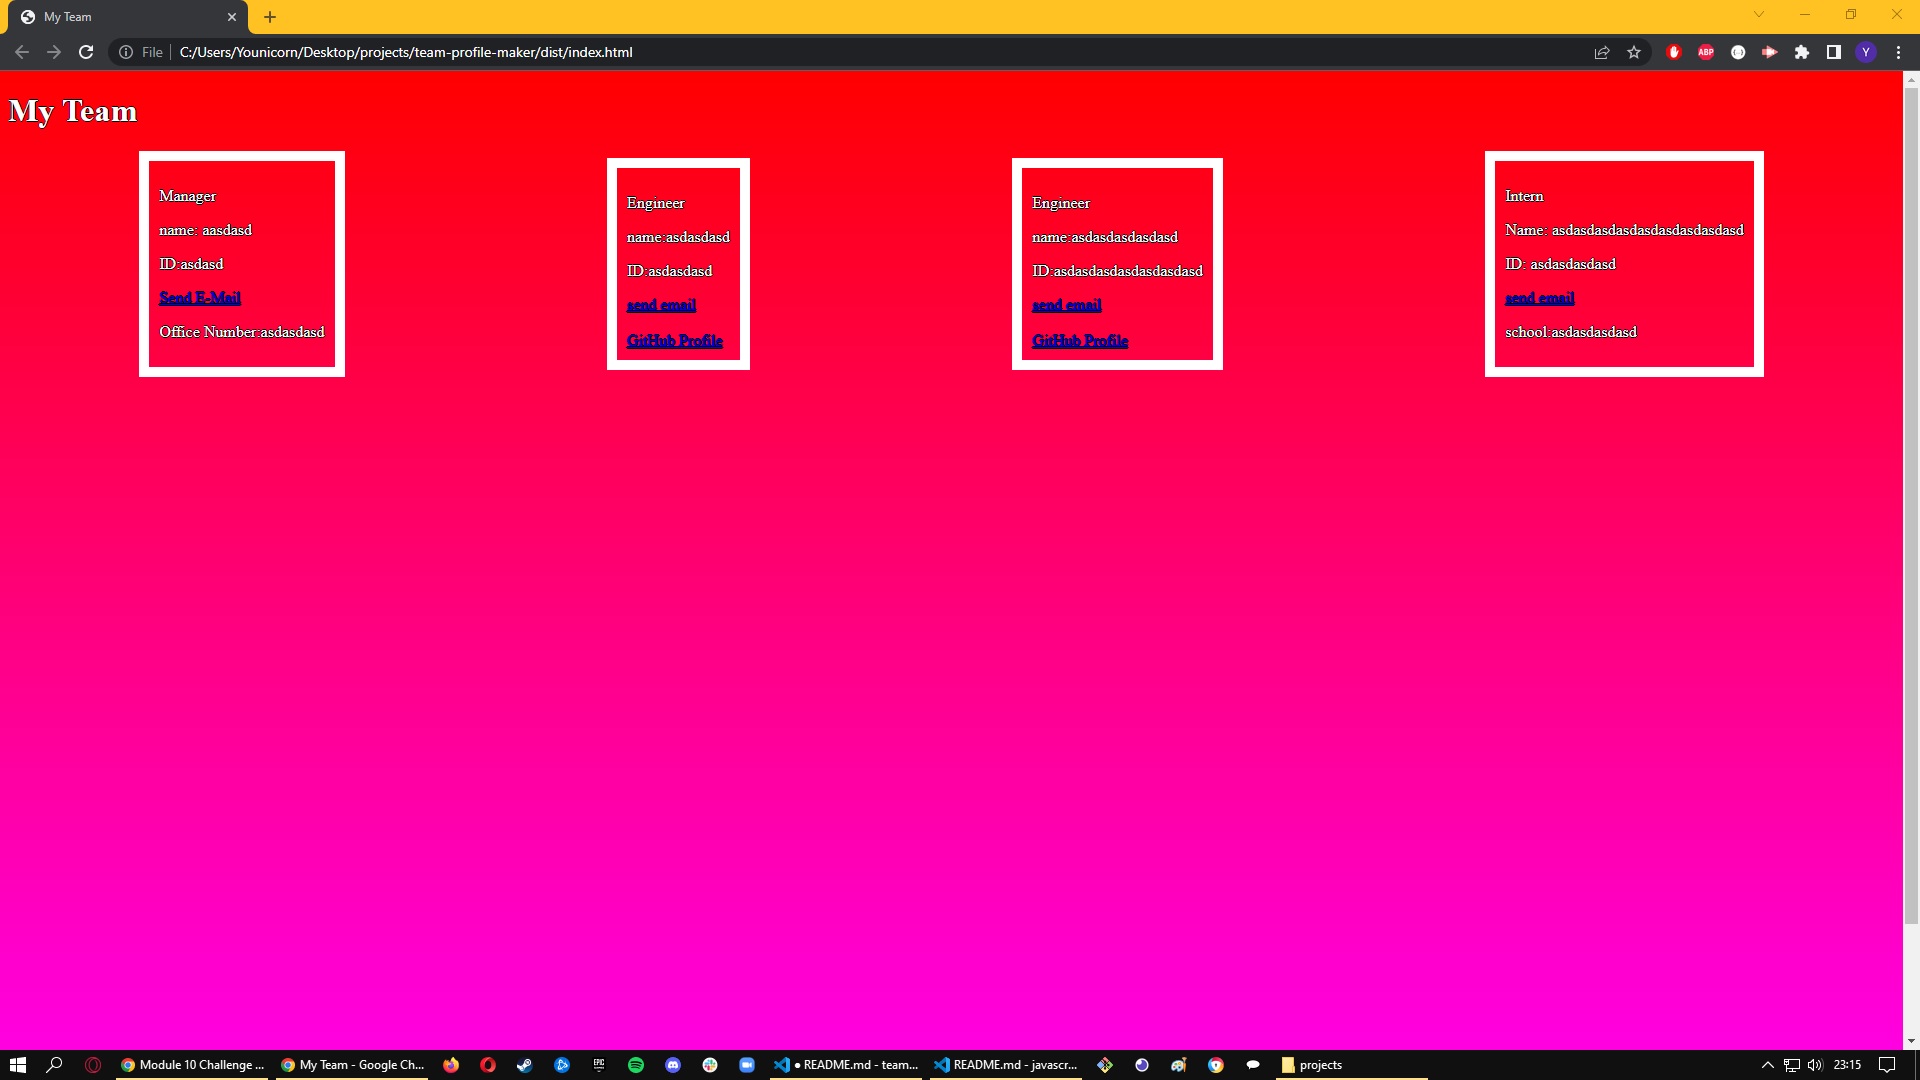 My Team
File
C:/Users/Younicorn/Desktop/projects/team-profile-maker/dist/index.html
ABP
Y
My Team
Manager
name: aasdasd
ID:asdasd
Send E-Mail
Office Number:asdasdasd
Engineer
name:asdasdasd
ID:asdasdasd
send email
GitHub Profile
Engineer
name:asdasdasdasdasd
ID:asdasdasdasdasdasdasd
send email
GitHub Profile
Intern
Name: asdasdasdasdasdasdasdasdasd
ID: asdasdasdasd
send email
school:asdasdasdasd
Module 10 Challenge ...
My Team - Google Ch...
EPIC
● README.md - team...
README.md - javascr...
projects
23:15